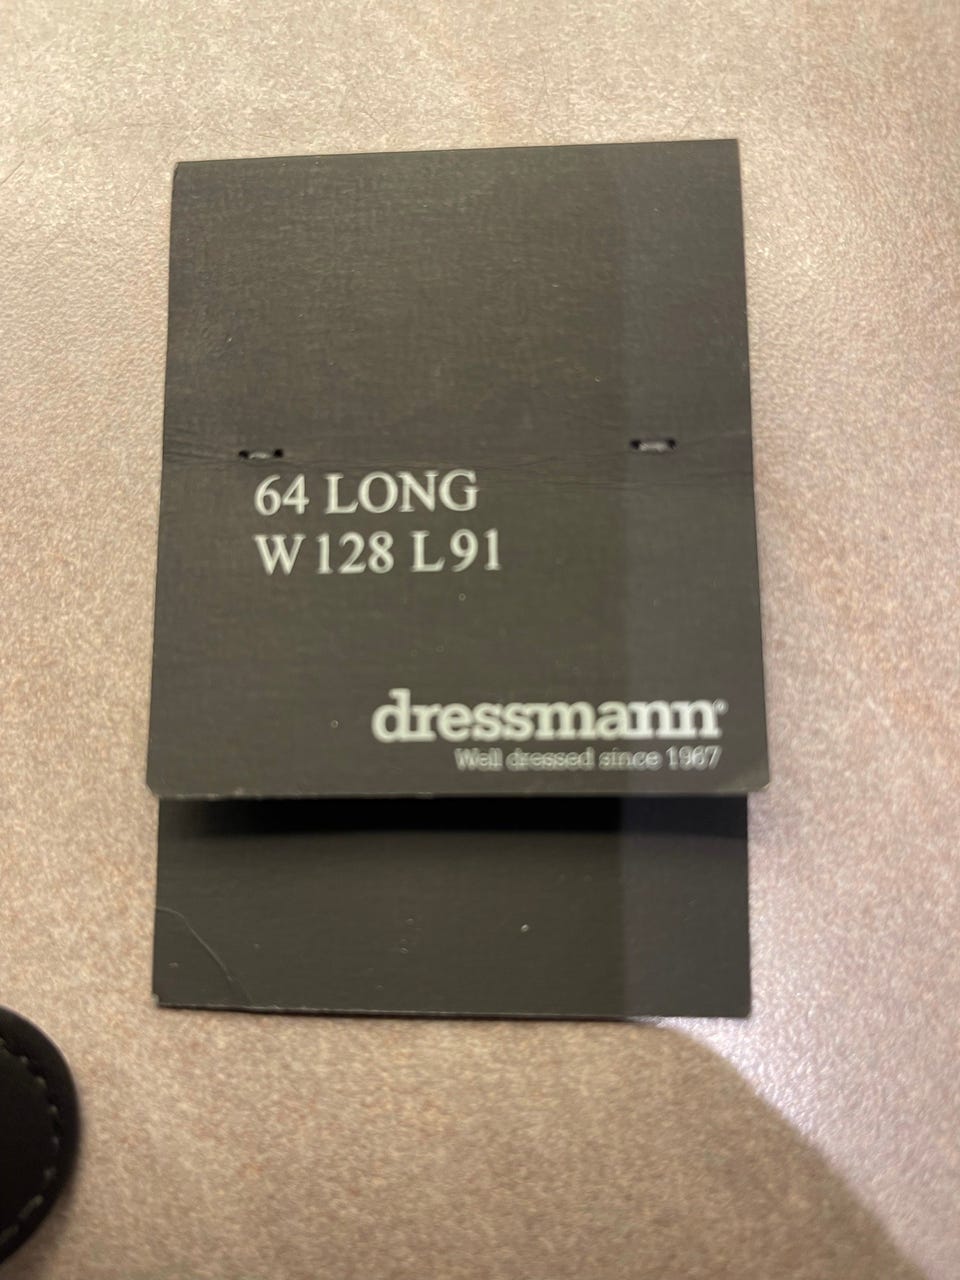 64 LONG
W 128 L 91
dressmann®
Well dressed since 1967